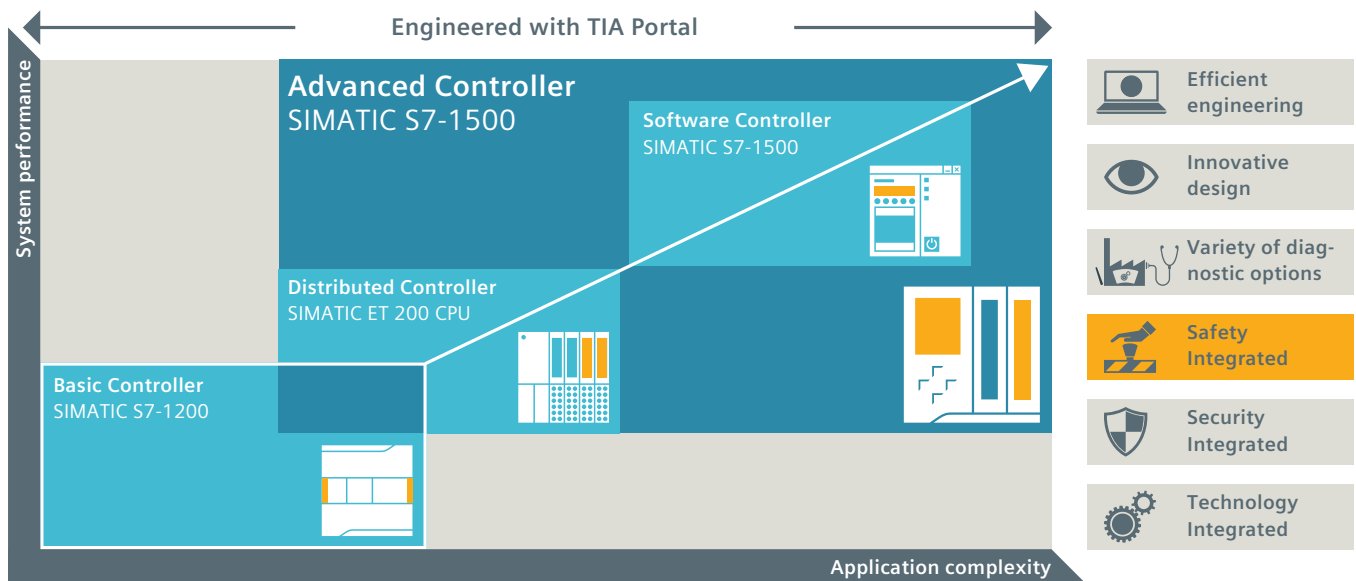 Engineered with TIA Portal
System performance
Advanced Controller
SIMATIC S7-1500
Software Controller
SIMATIC S7-1500
Distributed Controller
SIMATIC ET 200 CPU
Basic Controller
SIMATIC S7-1200
Application complexity
Efficient
engineering
Innovative
design
Variety of diag-
nostic options
Safety
Integrated
Security
Integrated
Technology
Integrated